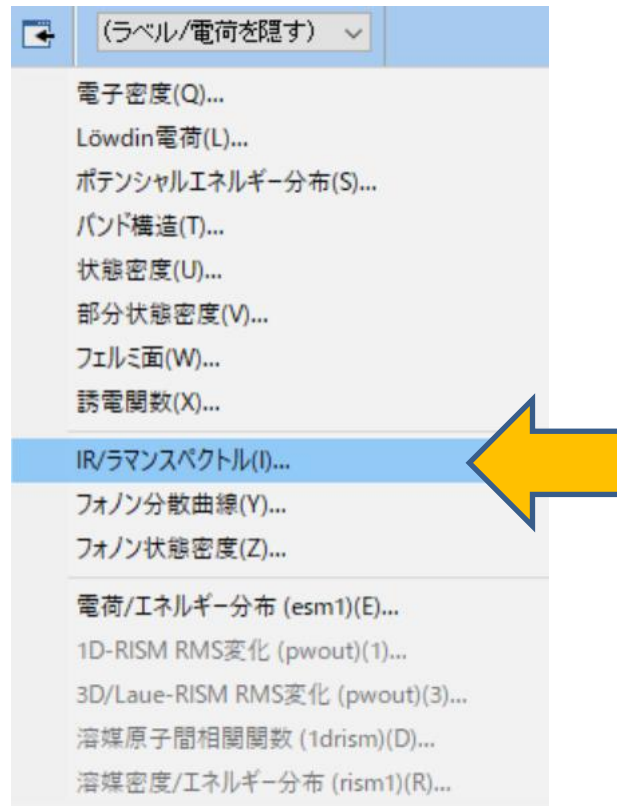 (ラベル/電荷を隠す)
電子密度(Q)...
Löwdin電荷(L)...
ポテンシャルエネルギー分布(S)...
バンド構造(T)...
状態密度(U)...
部分状態密度(V)...
フェルミ面(W)...
誘電関数(X)...
IR/ラマンスペクトル(I)...
フォノン分散曲線(Y)...
フォノン状態密度(Z)...
電荷/エネルギー分布 (esm1)(E)...
1D-RISM RMS変化 (pwout)(1)...
3D/Laue-RISM RMS変化 (pwout)(3)...
溶媒原子間相関関数 (1drism)(D)...
溶媒密度/エネルギー分布 (rism1)(R)...